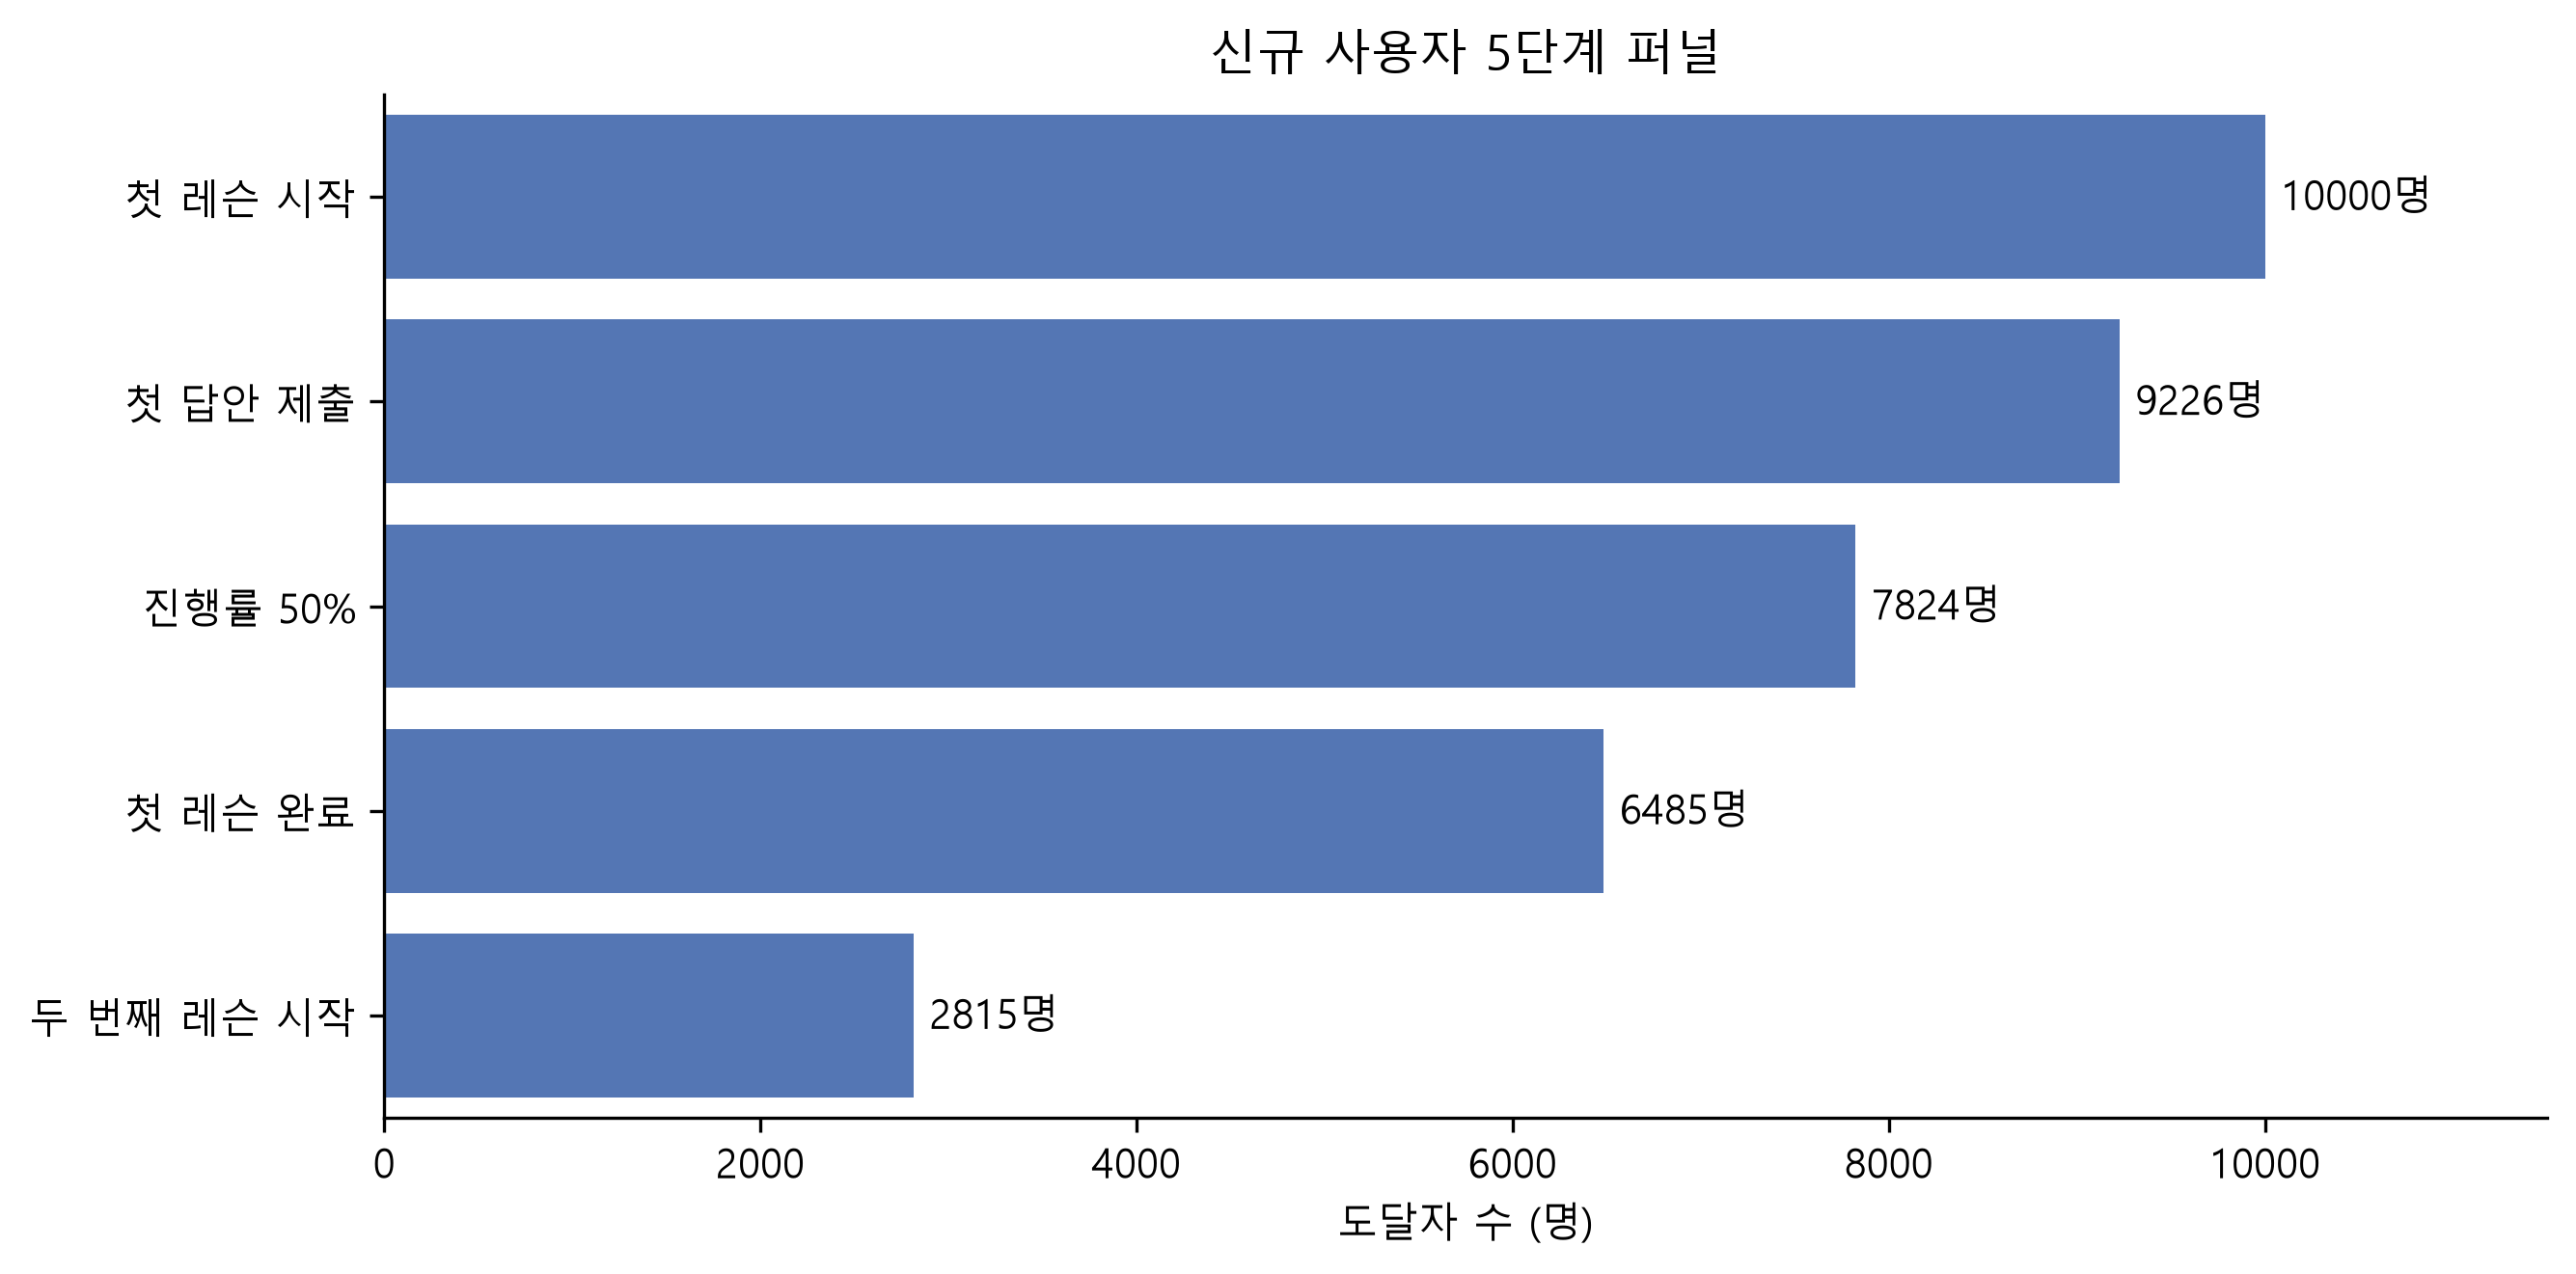 신규 사용자 5단계 퍼널
첫 레슨 시작
10000명
첫 답안 제출
9226명
진행률 50%
7824명
첫 레슨 완료
6485명
두 번째 레슨 시작
2815명
0 2000 4000 6000 8000 10000
도달자 수 (명)